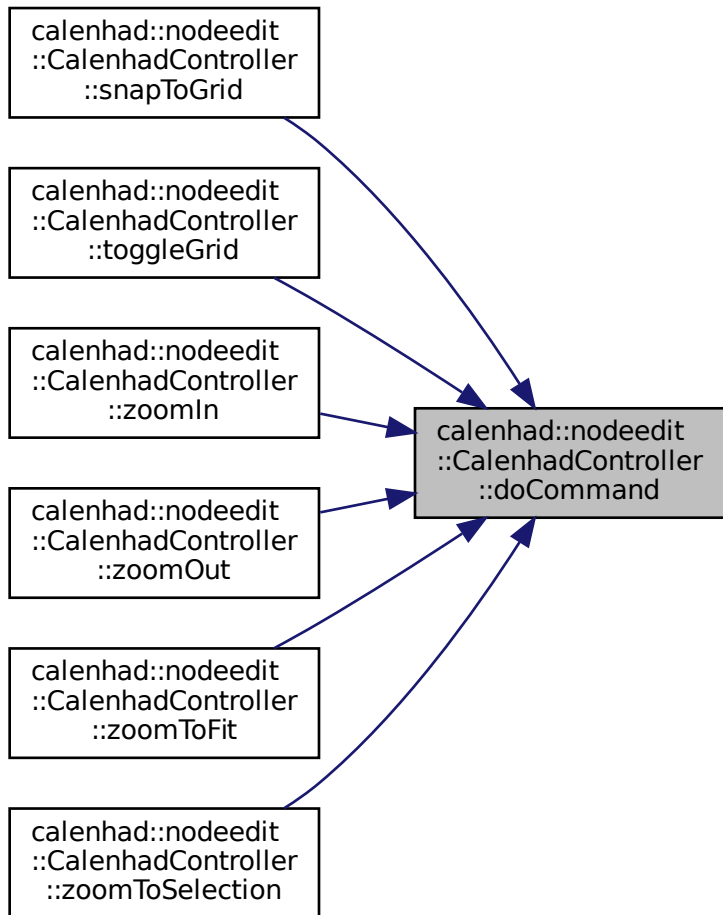 calenhad::nodeedit
::CalenhadController
::snapToGrid
calenhad::nodeedit
::CalenhadController
::toggleGrid
calenhad::nodeedit
::CalenhadController
::zoomIn
calenhad::nodeedit
::CalenhadController
::doCommand
calenhad::nodeedit
::CalenhadController
::zoomOut
calenhad::nodeedit
::CalenhadController
::zoomToFit
calenhad::nodeedit
::CalenhadController
::zoomToSelection